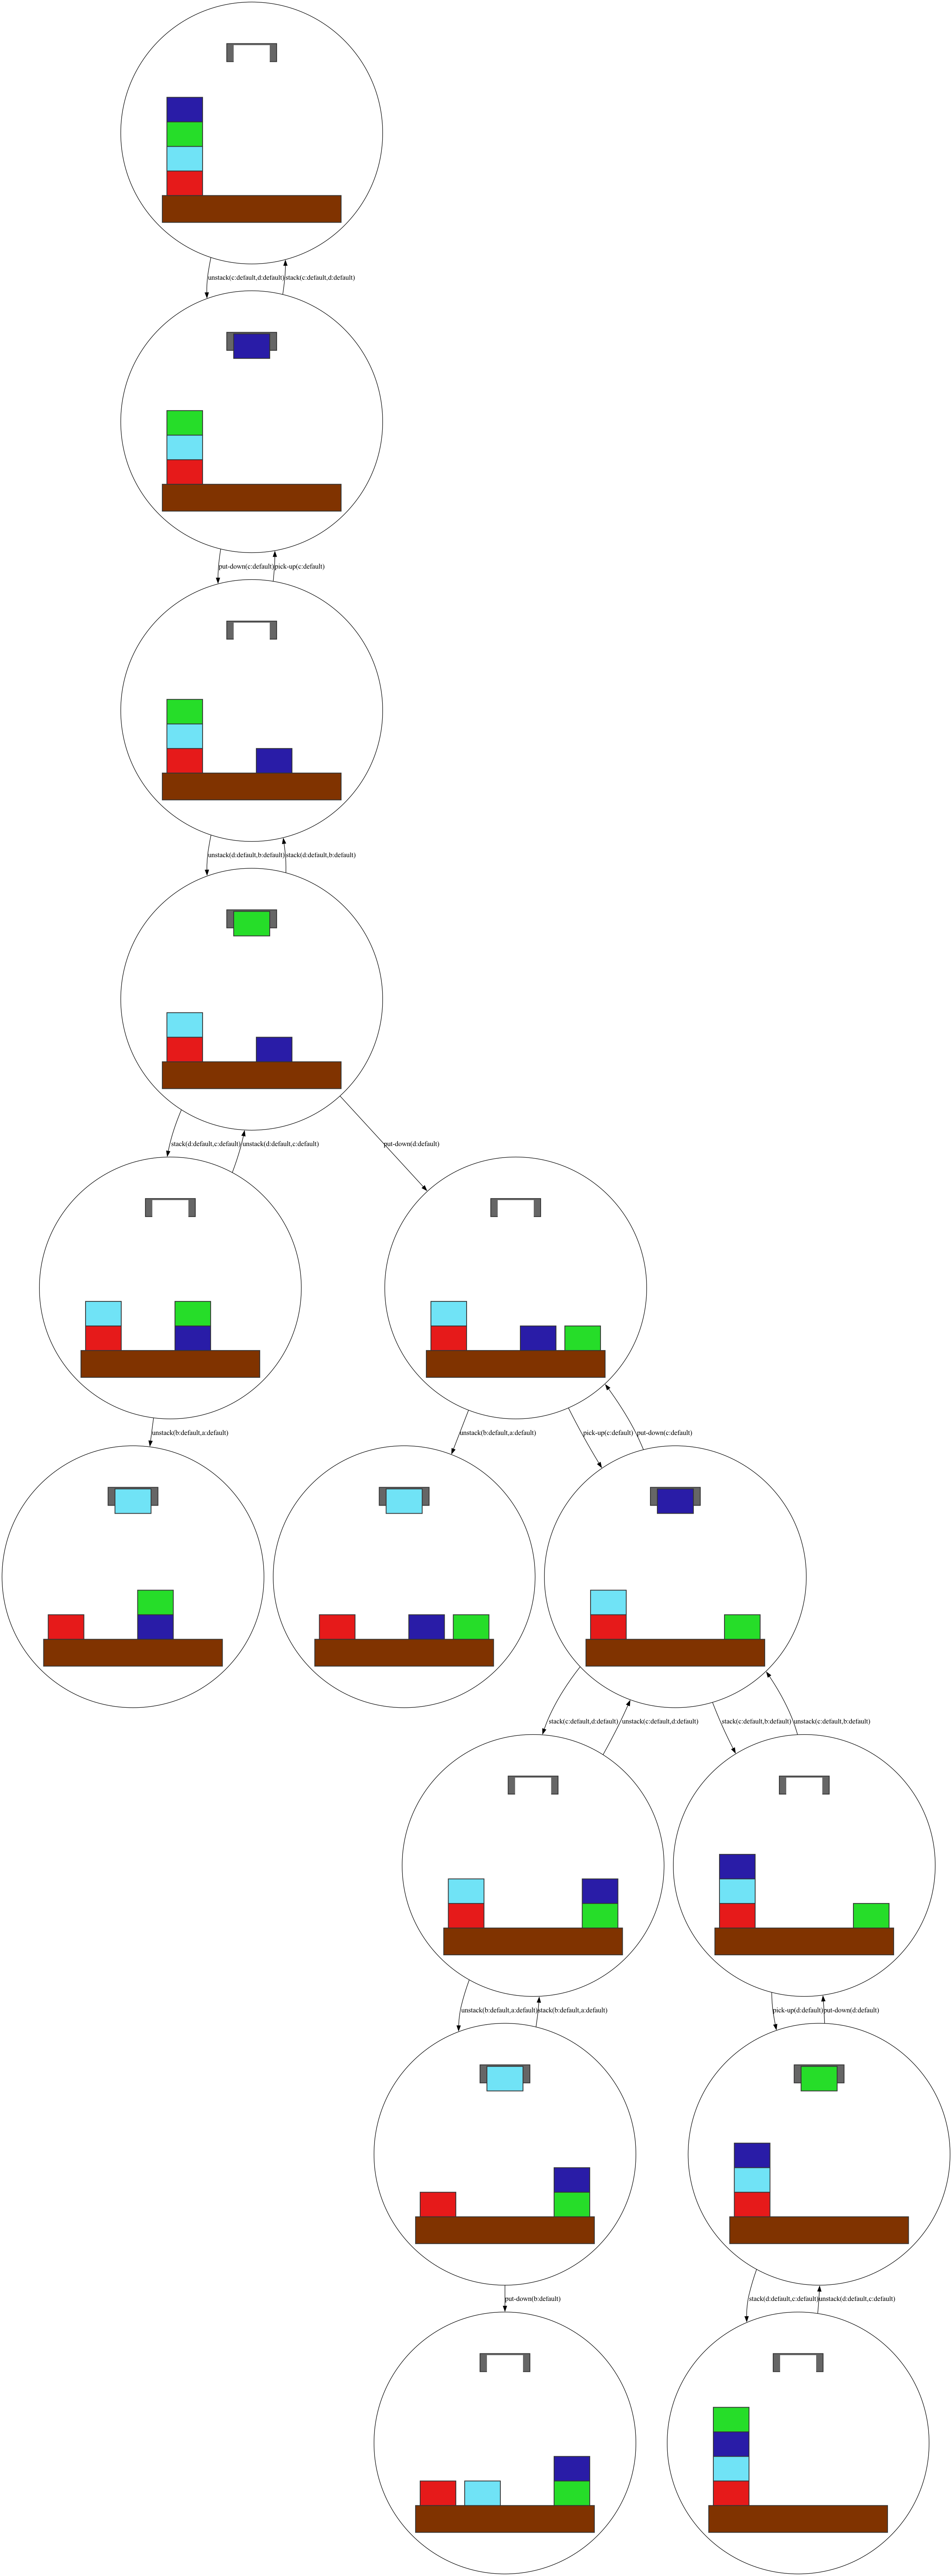 unstack(c:default,d:default)
stack(c:default,d:default)
put-down(c:default)
pick-up(c:default)
unstack(d:default,b:default)
stack(d:default,b:default)
stack(d:default,c:default)
unstack(d:default,c:default)
put-down(d:default)
unstack(b:default,a:default)
unstack(b:default,a:default)
pick-up(c:default)
put-down(c:default)
stack(c:default,d:default)
unstack(c:default,d:default)
stack(c:default,b:default)
unstack(c:default,b:default)
unstack(b:default,a:default)
stack(b:default,a:default)
pick-up(d:default)
put-down(d:default)
put-down(b:default)
stack(d:default,c:default)
unstack(d:default,c:default)